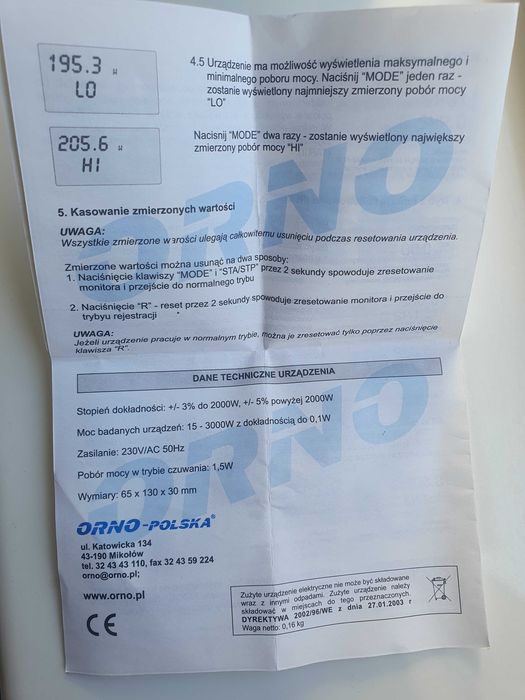 195.3 W
LO
4.5 Urządzenie ma możliwość wyświetlenia maksymalnego i
minimalnego poboru mocy. Naciśnij "MODE" jeden raz -
zostanie wyświetlony najmniejszy zmierzony pobór mocy
"LO"
205.6 W
HI
Nacisnij "MODE" dwa razy - zostanie wyświetlony największy
zmierzony pobór mocy "HI"
ORNO
5. Kasowanie zmierzonych wartości
UWAGA:
Wszystkie zmierzone wartości ulegają całkowitemu usunięciu podczas resetowania urządzenia.
Zmierzone wartości można usunąć na dwa sposoby:
1. Naciśnięcie klawiszy "MODE" i "STA/STP" przez 2 sekundy spowoduje zresetowanie
monitora i przejście do normalnego trybu
2. Naciśnięcie "R" - reset przez 2 sekundy spowoduje zresetowanie monitora i przejście do
trybyu rejestracji
UWAGA:
Jeżeli urządzenie pracuje w normalnym trybie, można je zresetować tylko poprzez naciśnięcie
klawisza "R".
DANE TECHNICZNE URZĄDZENIA
Stopień dokładności: +/- 3% do 2000W, +/- 5% powyżej 2000W
Moc badanych urządzeń: 15 - 3000W z dokładnością do 0,1W
Zasilanie: 230V/AC 50Hz
Pobór mocy w trybie czuwania: 1,5W
Wymiary: 65 x 130 x 30 mm
ORNO
ORNO-POLSKA®
ul. Katowicka 134
43-190 Mikołów
tel. 32 43 43 110, fax 32 43 59 224
orno@orno.pl;
www.orno.pl
CE
Zużyte urządzenie elektryczne nie może być składowane
wraz z innymi odpadami. Zużyte urządzenie należy
składować w miejscach do tego przeznaczonych.
DYREKTYWA 2002/96/WE z dnia 27.01.2003 r
Waga netto: 0,16 kg